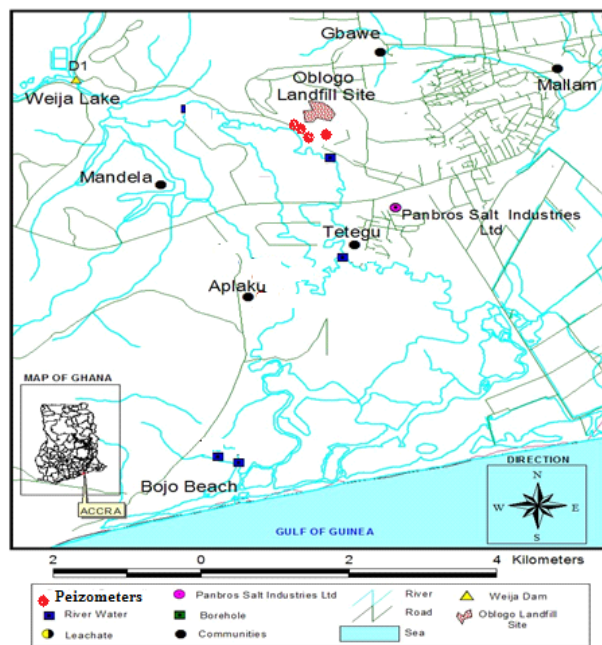 Gbawe
D1
Oblogo
Landfill Site
Weija Lake
Mallam
Mandela
Panbros Salt Industries
Ltd
Tetegu
Aplaku
MAP OF GHANA
ACCRA
Bojo Beach
DIRECTION
N
W E
S
GULF OF GUINEA
2 0 2 4 Kilometers
Peizometers
Panbros Salt Industries Ltd
River
Weija Dam
River Water
Borehole
Road
Oblogo Landfill
Site
Leachate
Communities
Sea